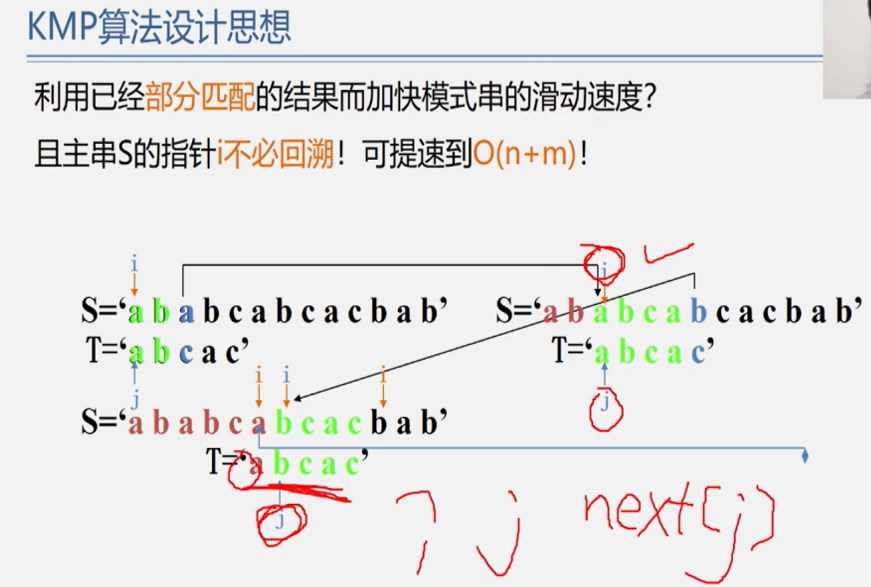 KMP算法设计思想
利用已经部分匹配的结果而加快模式串的滑动速度？
且主串S的指针i不必回溯！可提速到O(n+m)！
i
i
S=‘a b a b c a b c a c b a b’
S=‘a b a b c a b c a c b a b’
T=‘a b c a c’
T=‘a b c a c’
i i i
j
j
S=‘a b a b c a b c a c b a b’
T=‘a b c a c’
j
? j next[j]